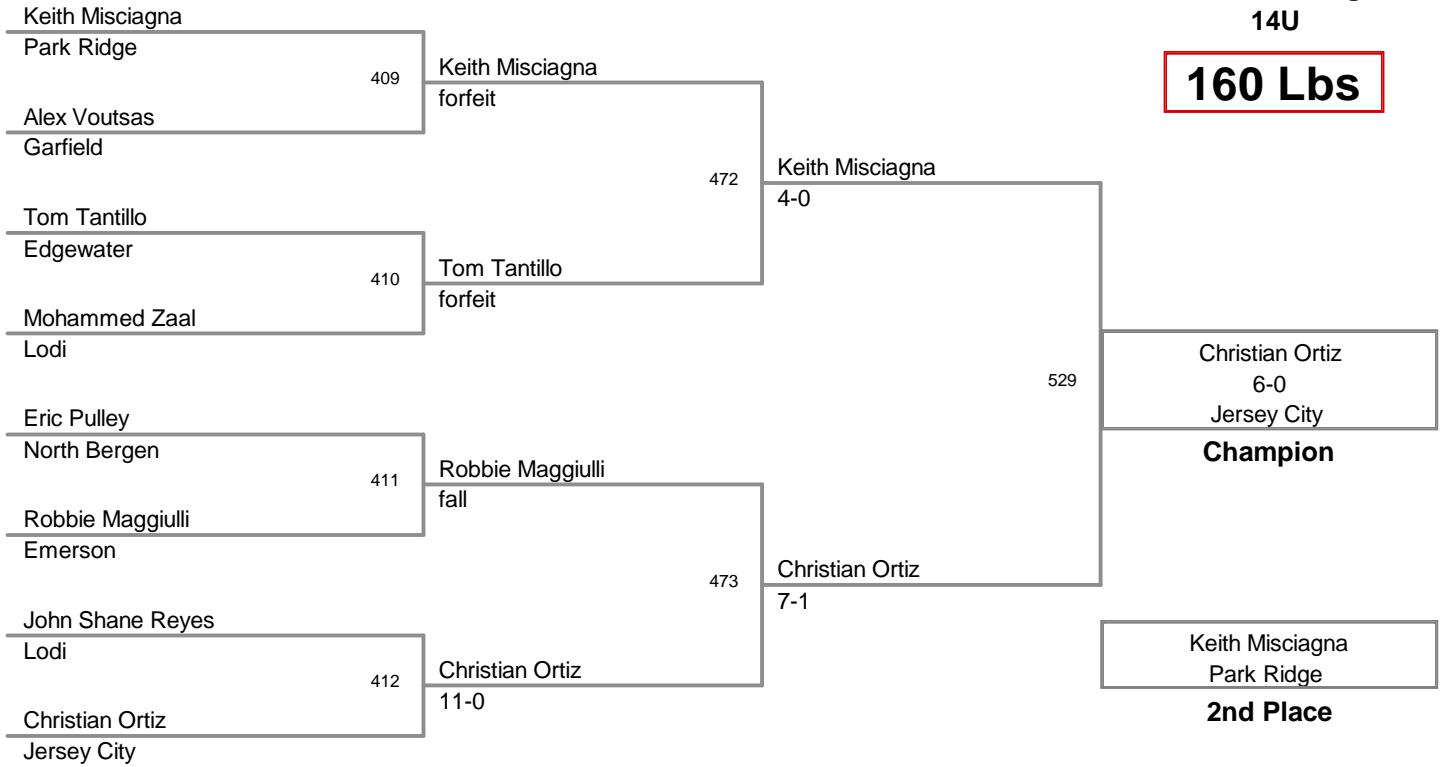 14U
160 Lbs
Keith Misciagna
Park Ridge
409
Alex Voutsas
Garfield
Tom Tantillo
Edgewater
410
Mohammed Zaal
Lodi
Eric Pulley
North Bergen
411
Robbie Maggiulli
Emerson
John Shane Reyes
Lodi
412
Christian Ortiz
Jersey City
Keith Misciagna
forfeit
472
Tom Tantillo
forfeit
Robbie Maggiulli
fall
473
Christian Ortiz
11-0
Keith Misciagna
4-0
529
Christian Ortiz
7-1
Christian Ortiz
6-0
Jersey City
Champion
Keith Misciagna
Park Ridge
2nd Place